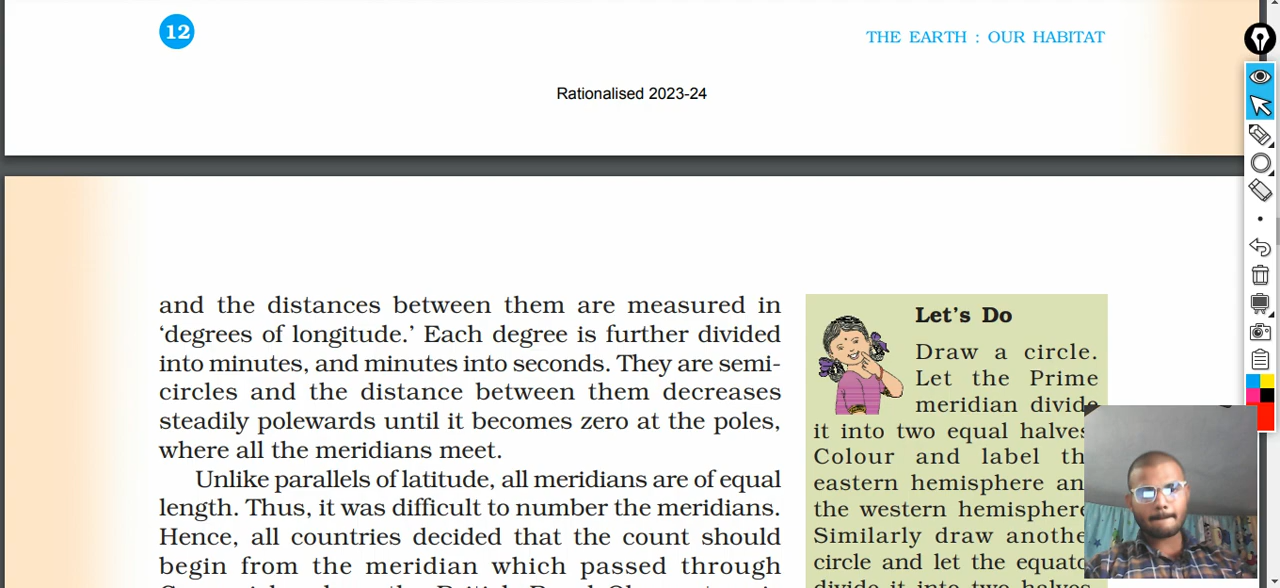 12
THE EARTH : OUR HABITAT
Rationalised 2023-24
and the distances between them are measured in
‘degrees of longitude.’ Each degree is further divided
into minutes, and minutes into seconds. They are semi-
circles and the distance between them decreases
steadily polewards until it becomes zero at the poles,
where all the meridians meet.
Unlike parallels of latitude, all meridians are of equal
length. Thus, it was difficult to number the meridians.
Hence, all countries decided that the count should
begin from the meridian which passed through
Let’s Do
Draw a circle.
Let the Prime
meridian divide
it into two equal halves
Colour and label th
eastern hemisphere an
the western hemisphere
Similarly draw anothe
circle and let the equato
divide it into two halves